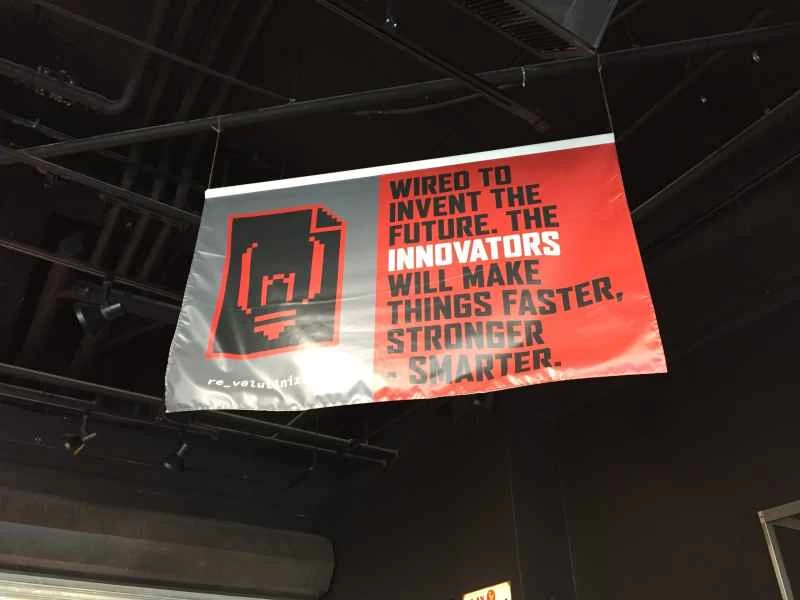 WIRED TO
INVENT THE
FUTURE. THE
INNOVATORS
WILL MAKE
THINGS FASTER,
STRONGER
- SMARTER.